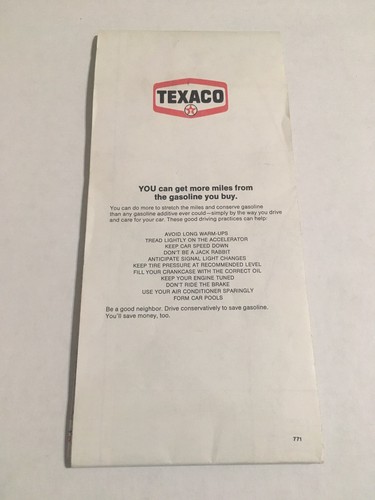 TEXACO
T
YOU can get more miles from
the gasoline you buy.
You can do more to stretch the miles and conserve gasoline
than any gasoline additive ever could—simply by the way you drive
and care for your car. These good driving practices can help:
AVOID LONG WARM-UPS
TREAD LIGHTLY ON THE ACCELERATOR
KEEP CAR SPEED DOWN
DON'T BE A JACK RABBIT
ANTICIPATE SIGNAL LIGHT CHANGES
KEEP TIRE PRESSURE AT RECOMMENDED LEVEL
FILL YOUR CRANKCASE WITH THE CORRECT OIL
KEEP YOUR ENGINE TUNED
DON'T RIDE THE BRAKE
USE YOUR AIR CONDITIONER SPARINGLY
FORM CAR POOLS
Be a good neighbor. Drive conservatively to save gasoline.
You'll save money, too.
771